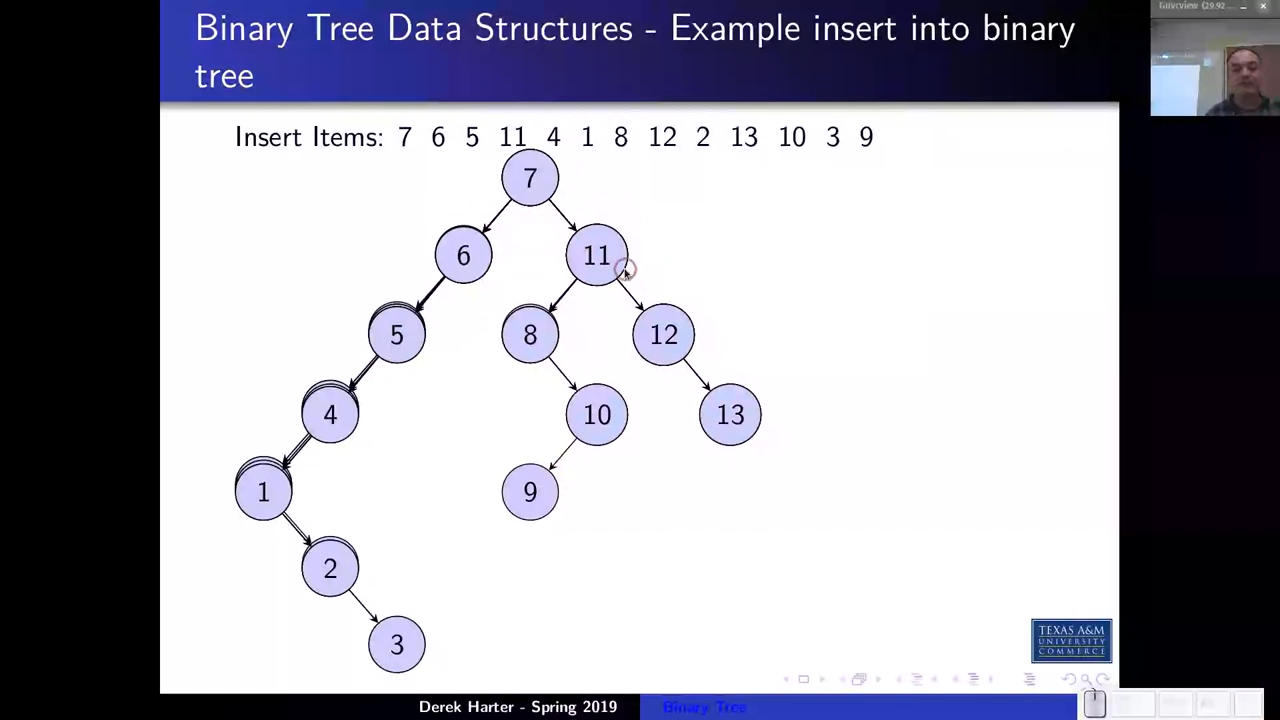 Binary Tree Data Structures - Example insert into binary
tree
Insert Items: 7 6 5 11 4 1 8 12 2 13 10 3 9
7
6 11
5 8 12
4 10 13
1 9
2
3
TEXAS A&M
UNIVERSITY
COMMERCE
Derek Harter - Spring 2019 Binary Tree